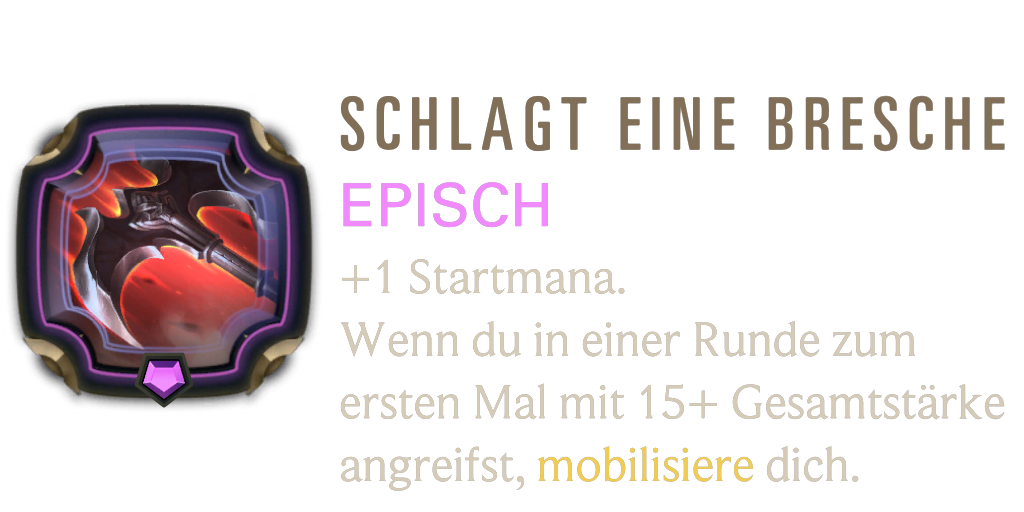 SCHLAGT EINE BRESCHE
EPISCH
+1 Startmana.
Wenn du in einer Runde zum
ersten Mal mit 15+ Gesamtstärke
angreifst, mobilisiere dich.